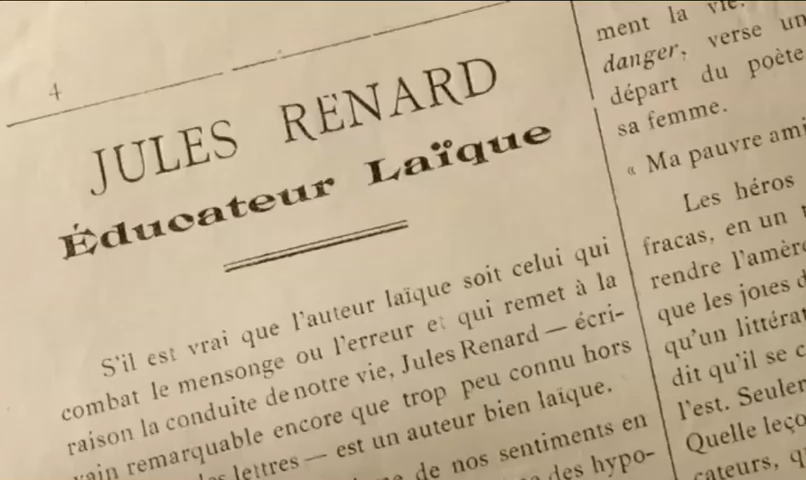 4
JULES RENARD
Éducateur Laïque
S'il est vrai que l'auteur laïque soit celui qui
combat le mensonge ou l'erreur et qui remet à la
raison la conduite de notre vie, Jules Renard — écri-
vain remarquable encore que trop peu connu hors
lettres — est un auteur bien laïque.
de nos sentiments en
des hypo-
ment la vie.
danger, verse un
départ du poète
sa femme.
« Ma pauvre ami
Les héros
fracas, en un
rendre l'amère
que les joies d
qu'un littérat
dit qu'il se c
l'est. Seulem
Quelle leço
cateurs, q